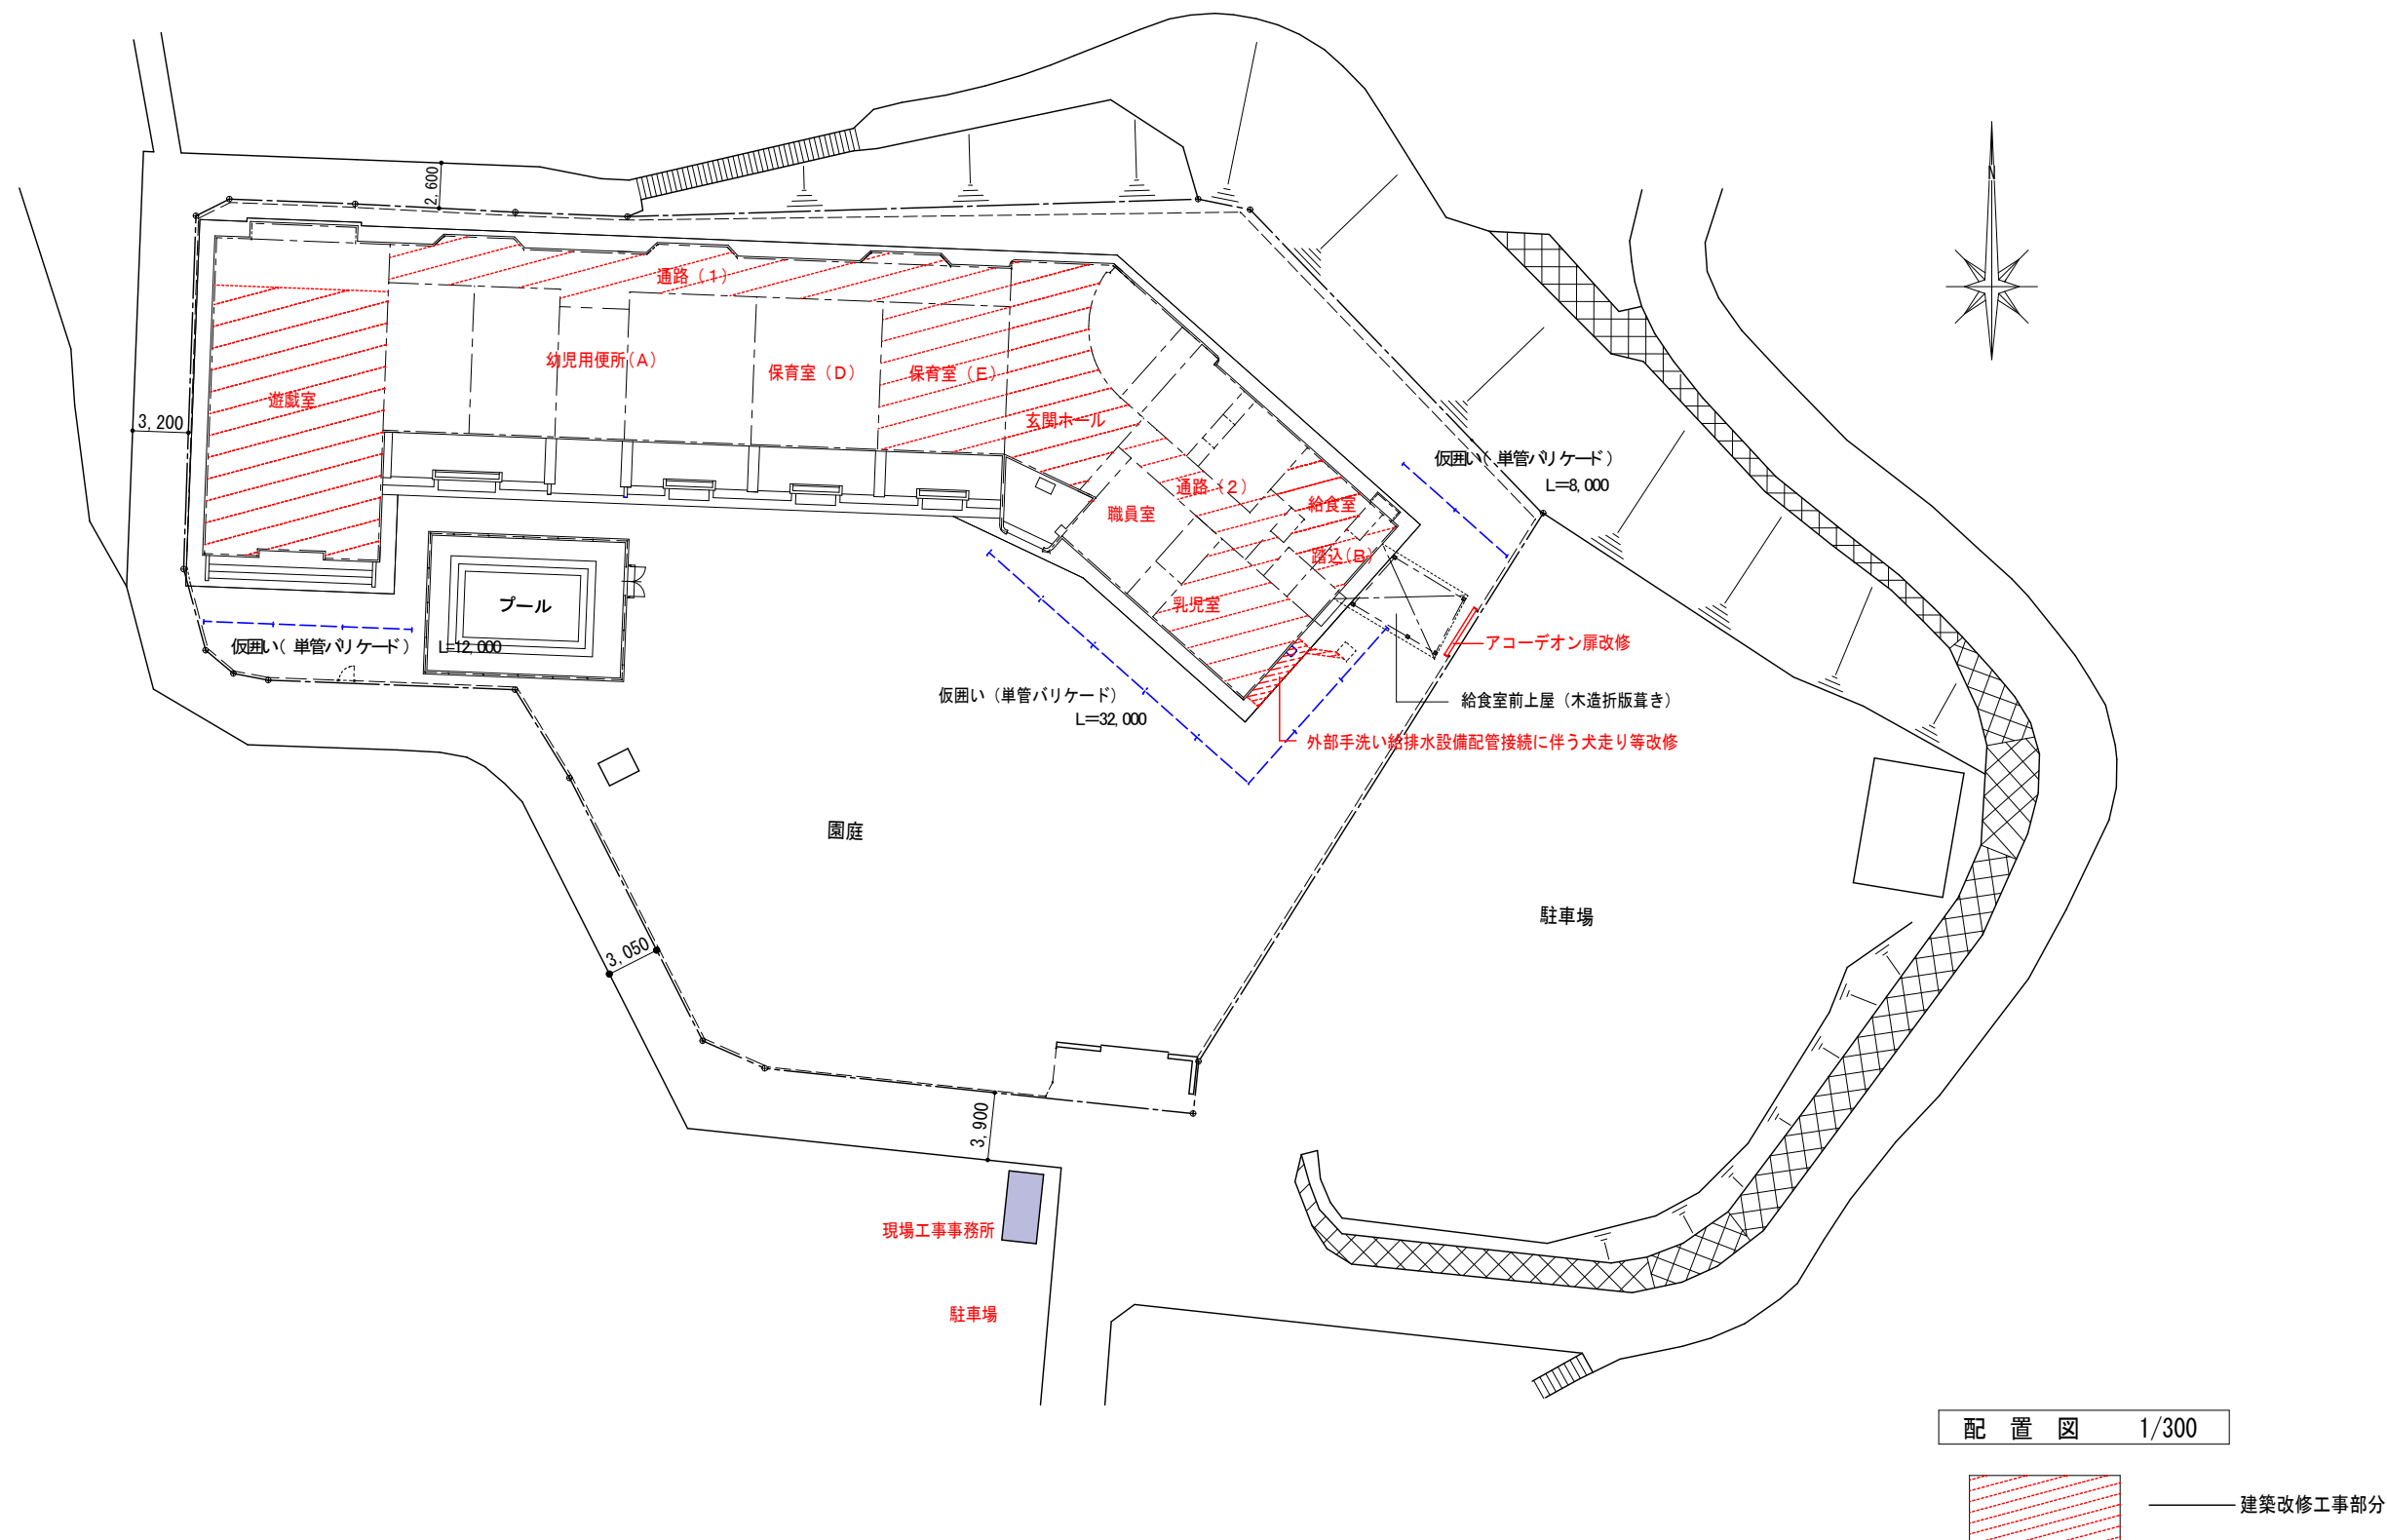 2,600
N
通路（1）
幼児用便所（A）
保育室（D）
保育室（E）
遊戯室
玄関ホール
3,200
仮囲い（単管バリケード）
L=8,000
通路（2）
給食室
職員室
踏込（B）
乳児室
プール
仮囲い（単管バリケード） L=12,000
アコーデオン扉改修
仮囲い（単管バリケード）
L=32,000
給食室前上屋（木造折版葺き）
外部手洗い給排水設備配管接続に伴う犬走り等改修
園庭
駐車場
3,050
3,900
現場工事事務所
駐車場
配置図 1/300
建築改修工事部分